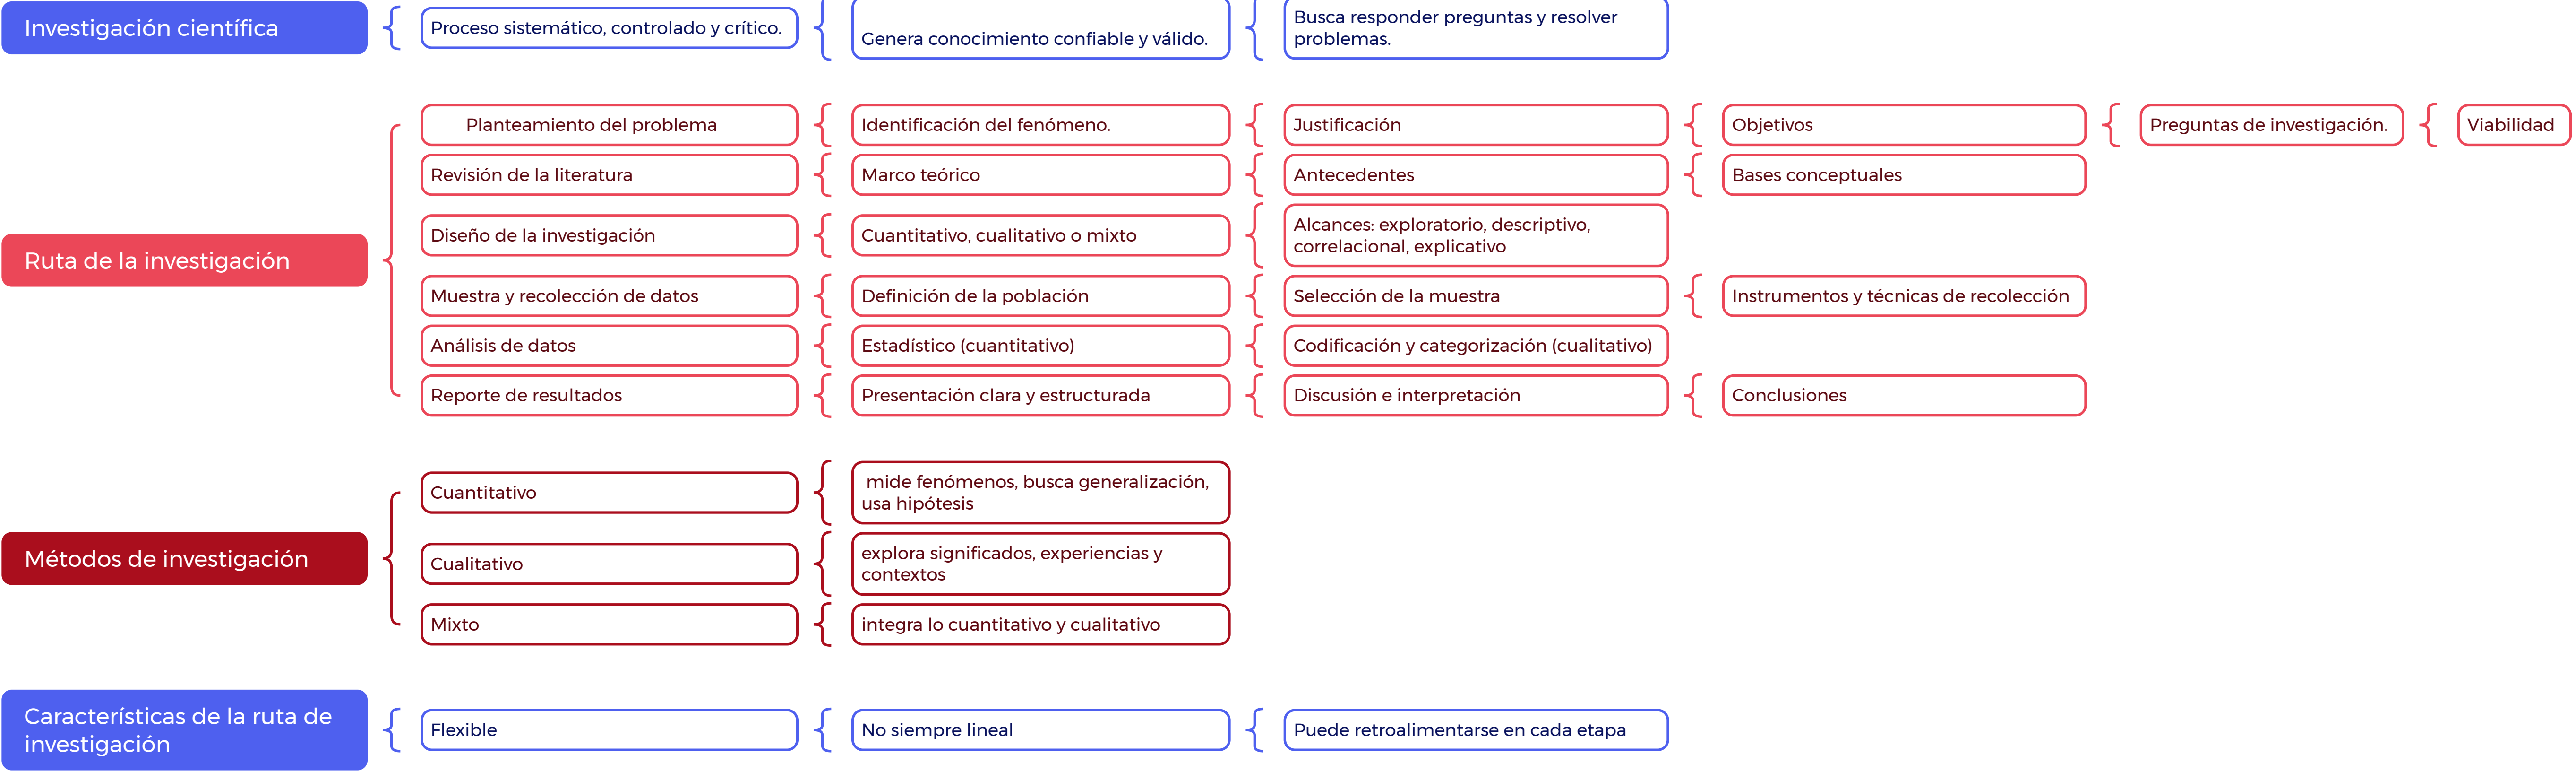 Investigación científica
Proceso sistemático, controlado y crítico.
Genera conocimiento confiable y válido.
Busca responder preguntas y resolver
problemas.
Ruta de la investigación
Planteamiento del problema
Identificación del fenómeno.
Justificación
Objetivos
Preguntas de investigación.
Viabilidad
Revisión de la literatura
Marco teórico
Antecedentes
Bases conceptuales
Diseño de la investigación
Cuantitativo, cualitativo o mixto
Alcances: exploratorio, descriptivo,
correlacional, explicativo
Muestra y recolección de datos
Definición de la población
Selección de la muestra
Instrumentos y técnicas de recolección
Análisis de datos
Estadístico (cuantitativo)
Codificación y categorización (cualitativo)
Reporte de resultados
Presentación clara y estructurada
Discusión e interpretación
Conclusiones
Métodos de investigación
Cuantitativo
mide fenómenos, busca generalización,
usa hipótesis
Cualitativo
explora significados, experiencias y
contextos
Mixto
integra lo cuantitativo y cualitativo
Características de la ruta de
investigación
Flexible
No siempre lineal
Puede retroalimentarse en cada etapa